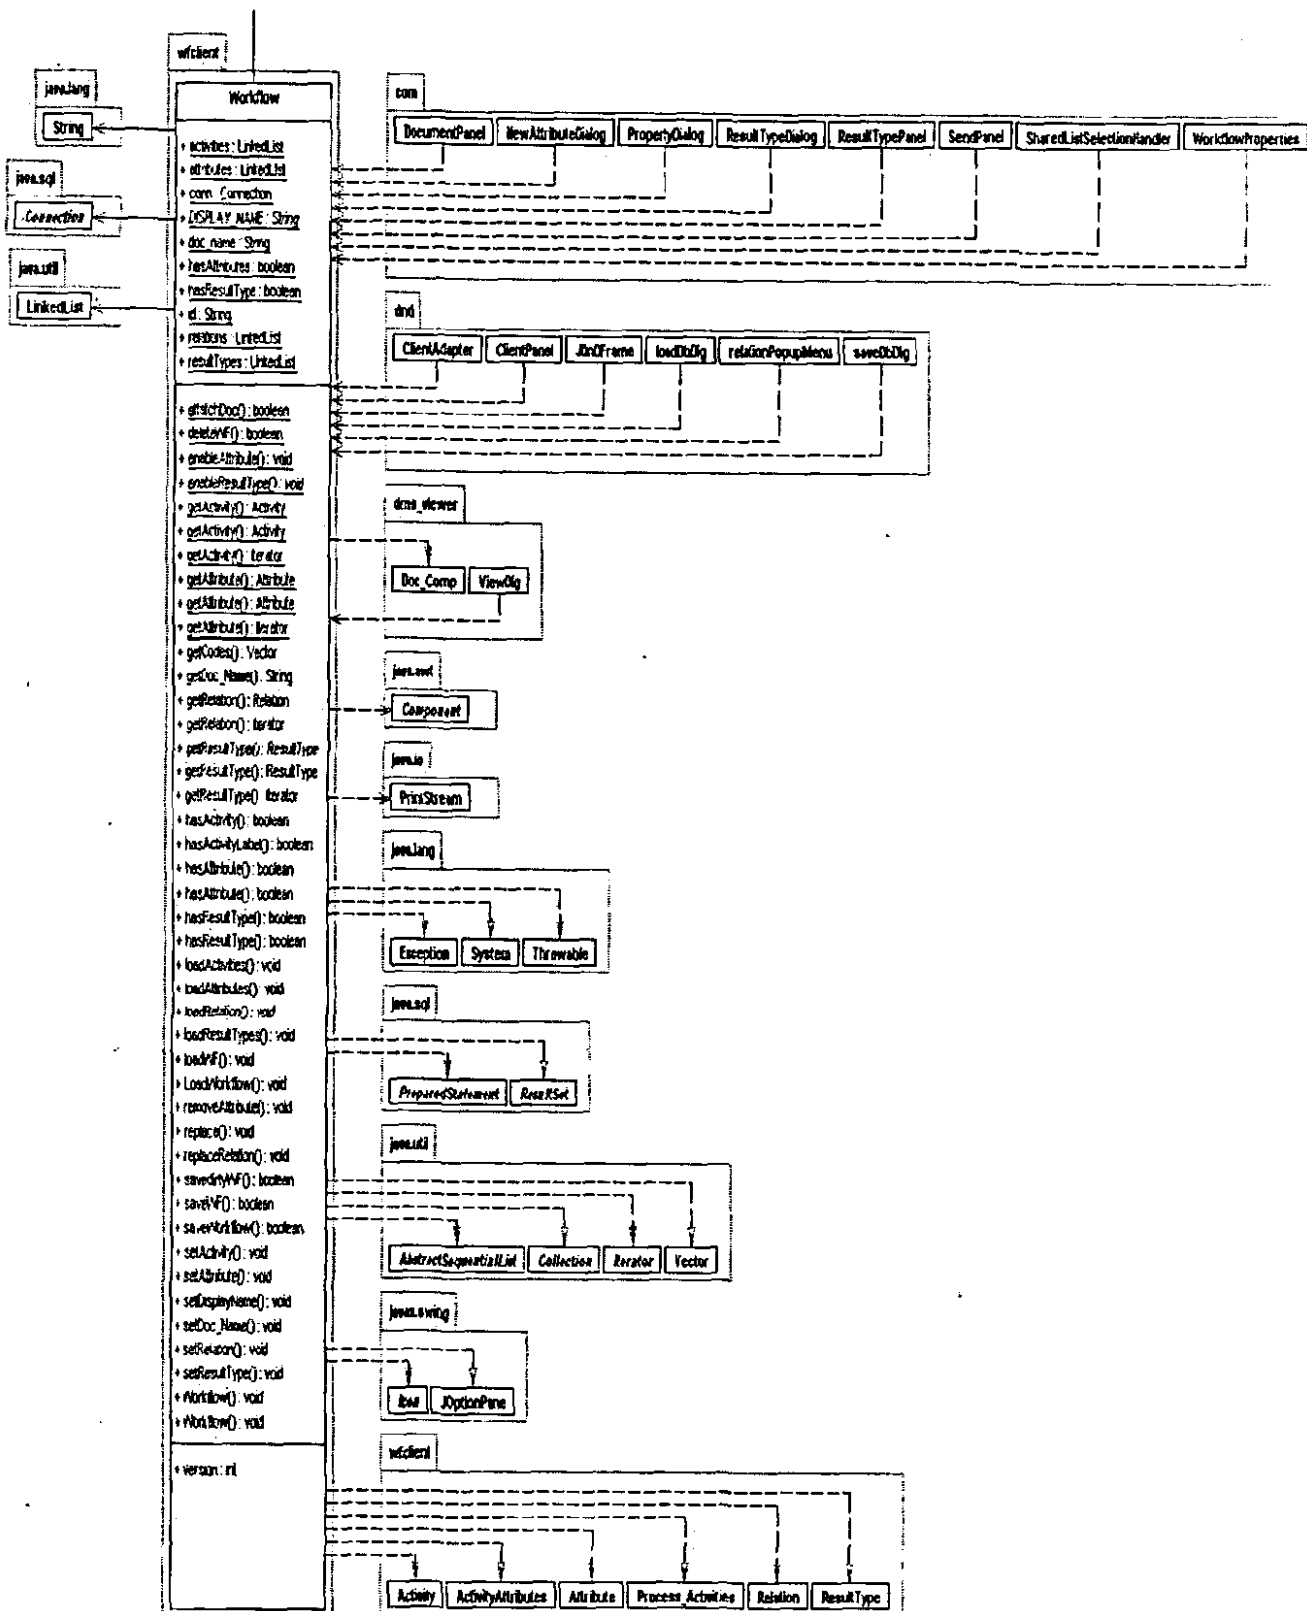 wfclient
java.lang
String
java.sql
Connection
java.util
LinkedList
Workflow
+ activities : LinkedList
+ attributes : LinkedList
+ conn : Connection
+ DISPLAY_NAME : String
+ doc_name : String
+ hasAttributes : boolean
+ hasResultType : boolean
+ id : String
+ relations : LinkedList
+ resultTypes : LinkedList
+ attatchDoc() : boolean
+ deleteWF() : boolean
+ enableAttribute() : void
+ enableResultType() : void
+ getActivity() : Activity
+ getActivity() : Activity
+ getActivity() : Iterator
+ getAttribute() : Attribute
+ getAttribute() : Attribute
+ getAttribute() : Iterator
+ getCodes() : Vector
+ getDoc_Name() : String
+ getRelation() : Relation
+ getRelation() : Iterator
+ getResultType() : ResultType
+ getResultType() : ResultType
+ getResultType() Iterator
+ hasActivity() : boolean
+ hasActivityLabel() : boolean
+ hasAttribute() : boolean
+ hasAttribute() : boolean
+ hasResultType() : boolean
+ hasResultType() : boolean
+ loadActivities() : void
+ loadAttributes() : void
+ loadRelation() : void
+ loadResultTypes() : void
+ loadWF() : void
+ LoadWorkflow() : void
+ removeAttribute() : void
+ replace() : void
+ replaceRelation() : void
+ savedirtyWF() : boolean
+ saveWF() : boolean
+ saveWorkflow() : boolean
+ setActivity() : void
+ setAttribute() : void
+ setDisplayName() : void
+ setDoc_Name() : void
+ setRelation() : void
+ setResultType() : void
+ Workflow() : void
+ Workflow() : void
+ version : int
com
DocumentPanel NewAttributeDialog PropertyDialog ResultTypeDialog ResultTypePanel SendPanel SharedListSelectionHandler WorkflowProperties
dnd
ClientAdapter ClientPanel JDnDFrame loadDbDlg relationPopupMenu saveDbDlg
dms_viewer
Doc_Comp ViewDlg
java.awt
Component
java.io
PrintStream
java.lang
Exception System Throwable
java.sql
PreparedStatement ResultSet
java.util
AbstractSequentialList Collection Iterator Vector
javax.swing
Icon JOptionPane
wfclient
Activity ActivityAttributes Attribute Process_Activities Relation ResultType